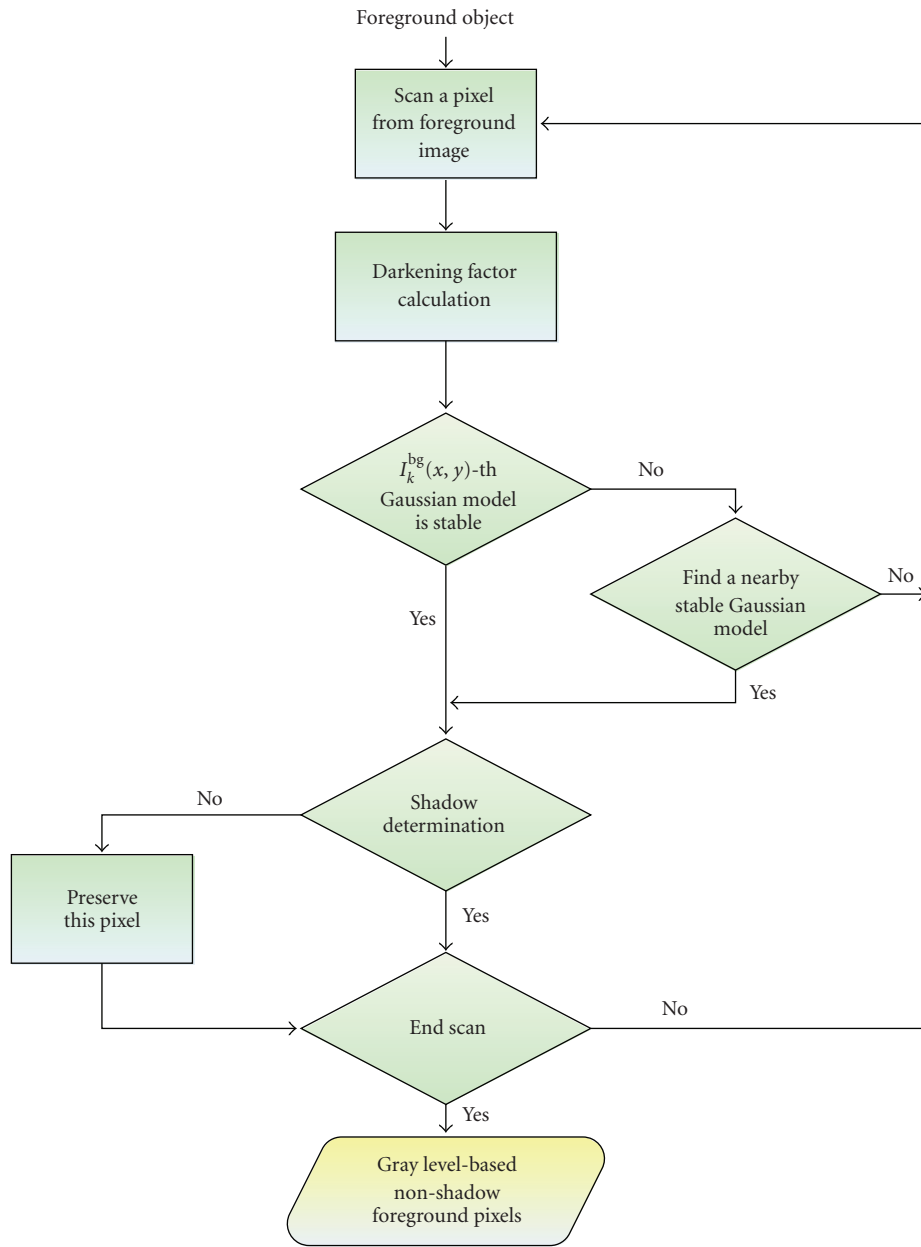 Foreground object
Scan a pixel
from foreground
image
Darkening factor
calculation
I_k^bg(x, y)-th
Gaussian model
is stable
No
Find a nearby
stable Gaussian
model
No
Yes
Yes
Shadow
determination
No
Preserve
this pixel
Yes
End scan
No
Yes
Gray level-based
non-shadow
foreground pixels